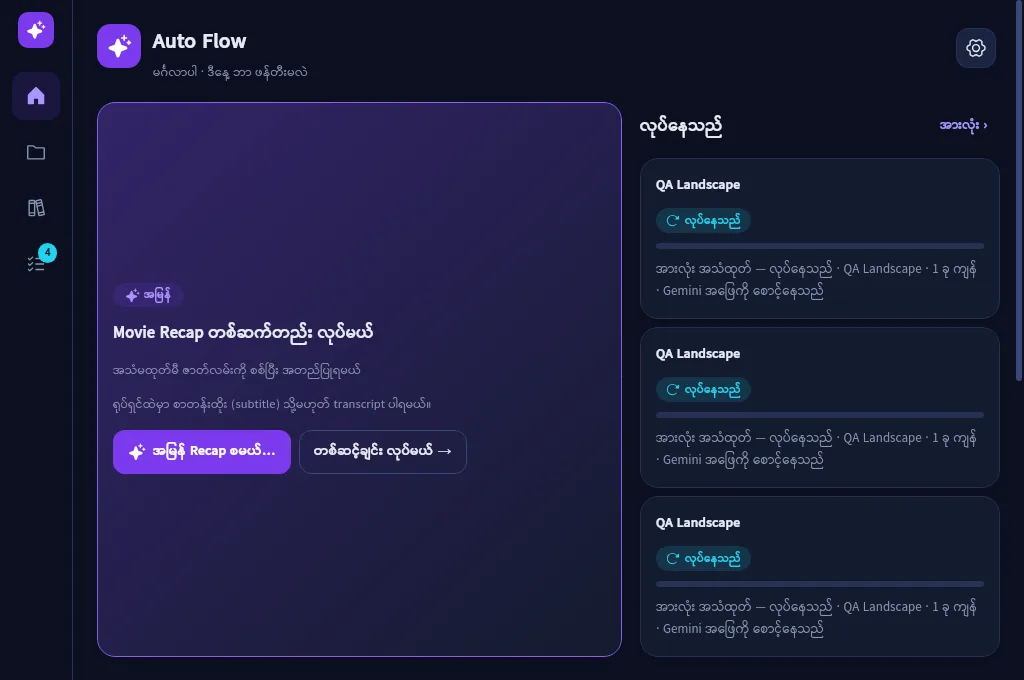 Auto Flow
မင်္ဂလာပါ · ဒီနေ့ ဘာ ဖန်တီးမလဲ
4
အမြန်
Movie Recap တစ်ဆက်တည်း လုပ်မယ်
အသံမထုတ်မီ ဇာတ်လမ်းကို စစ်ပြီး အတည်ပြုရမယ်
ရုပ်ရှင်ထဲမှာ စာတန်းထိုး (subtitle) သို့မဟုတ် transcript ပါရမယ်။
အမြန် Recap စမယ်…
တစ်ဆင့်ချင်း လုပ်မယ် →
လုပ်နေသည်
အားလုံး ›
QA Landscape
လုပ်နေသည်
အားလုံး အသံထုတ် — လုပ်နေသည် · QA Landscape · 1 ခု ကျန်
· Gemini အဖြေကို စောင့်နေသည်
QA Landscape
လုပ်နေသည်
အားလုံး အသံထုတ် — လုပ်နေသည် · QA Landscape · 1 ခု ကျန်
· Gemini အဖြေကို စောင့်နေသည်
QA Landscape
လုပ်နေသည်
အားလုံး အသံထုတ် — လုပ်နေသည် · QA Landscape · 1 ခု ကျန်
· Gemini အဖြေကို စောင့်နေသည်